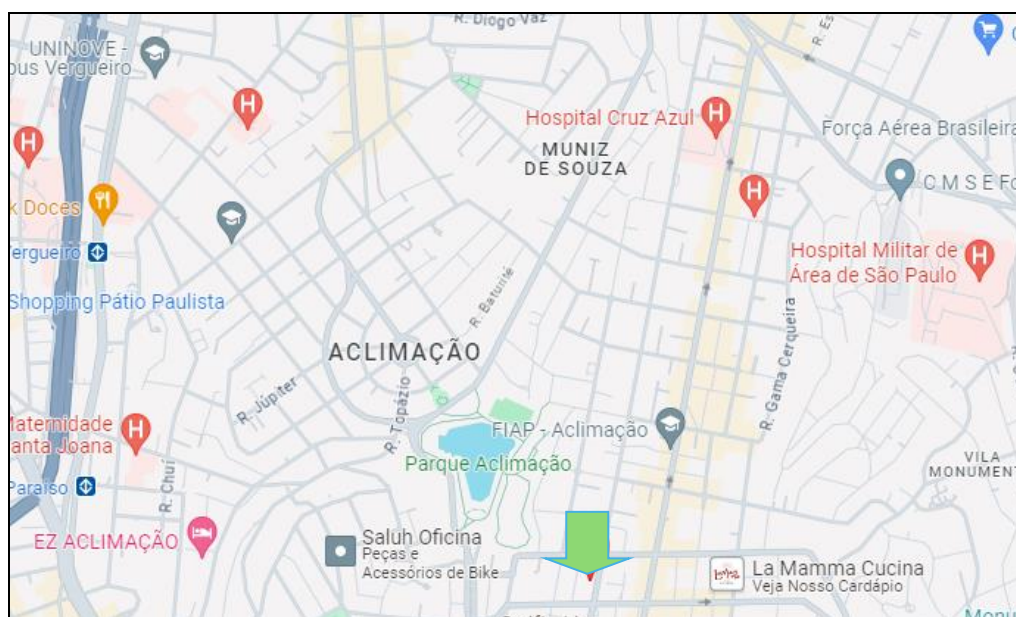 R. Diogo Vaz
UNINOVE -
pus Vergueiro
Hospital Cruz Azul
MUNIZ
DE SOUZA
Força Aérea Brasileira
C M S E Fo
k Doces
ergueiro
Hospital Militar de
Área de São Paulo
Shopping Pátio Paulista
R. Baturité
ACLIMAÇÃO
R. Gama Cerqueira
R. Júpiter
R. Topázio
Maternidade
anta Joana
FIAP - Aclimação
Parque Aclimação
VILA
MONUMENT
Paraíso
R. Chuí
EZ ACLIMAÇÃO
Saluh Oficina
Peças e
Acessórios de Bike
La Mamma Cucina
Veja Nosso Cardápio
Monu